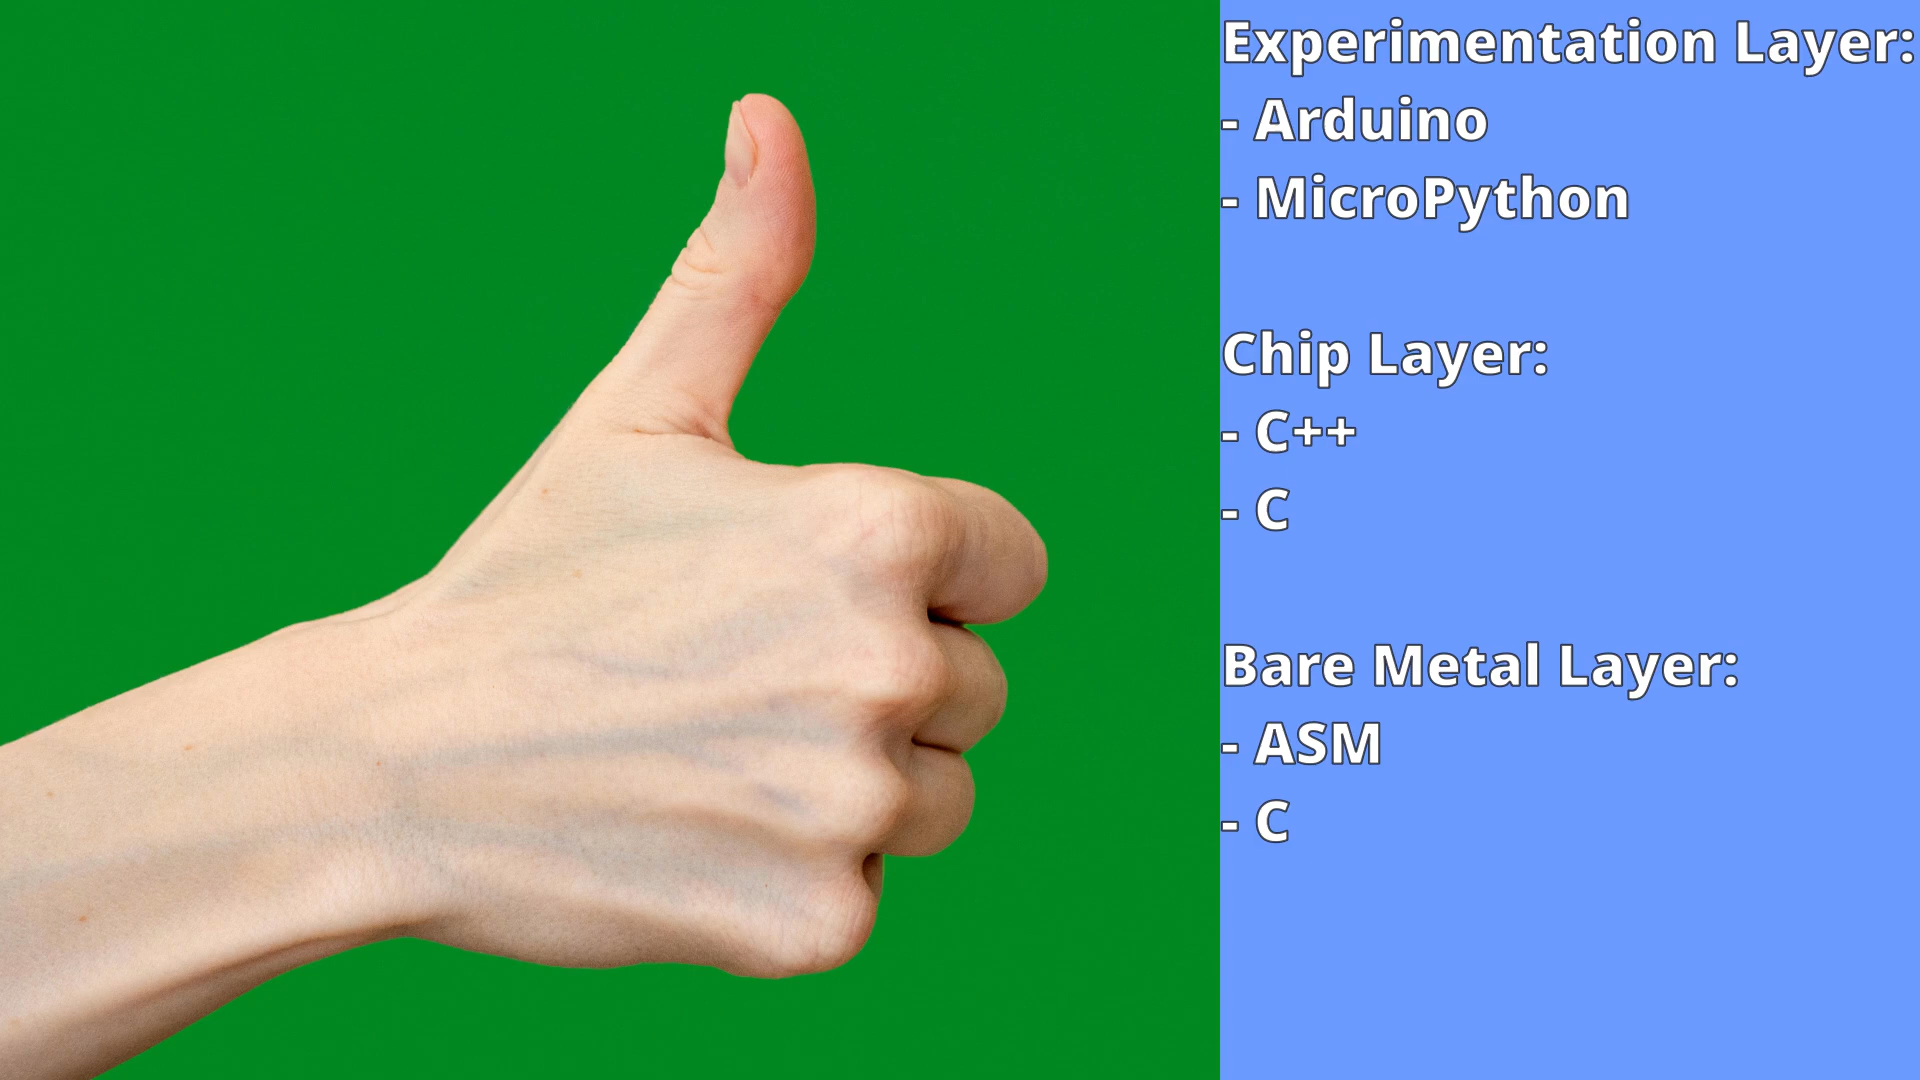 Experimentation Layer:
- Arduino
- MicroPython
Chip Layer:
- C++
- C
Bare Metal Layer:
- ASM
- C